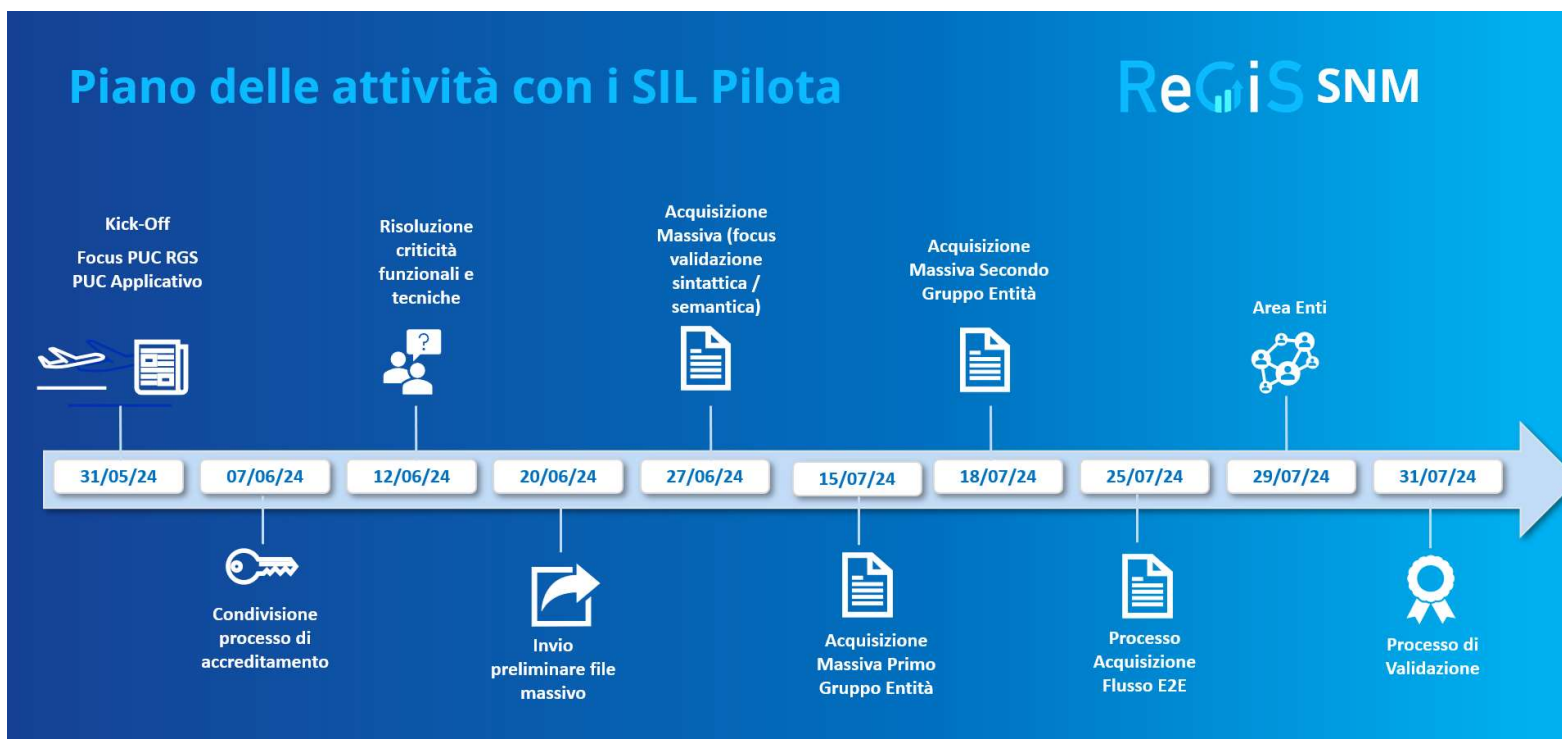 Piano delle attività con i SIL Pilota
ReGiS SNM
Kick-Off
Focus PUC RGS
PUC Applicativo
Risoluzione
criticità
funzionali e
tecniche
?
Acquisizione
Massiva (focus
validazione
sintattica /
semantica)
Acquisizione
Massiva Secondo
Gruppo Entità
Area Enti
31/05/24
07/06/24
12/06/24
20/06/24
27/06/24
15/07/24
18/07/24
25/07/24
29/07/24
31/07/24
Condivisione
processo di
accreditamento
Invio
preliminare file
massivo
Acquisizione
Massiva Primo
Gruppo Entità
Processo
Acquisizione
Flusso E2E
Processo di
Validazione